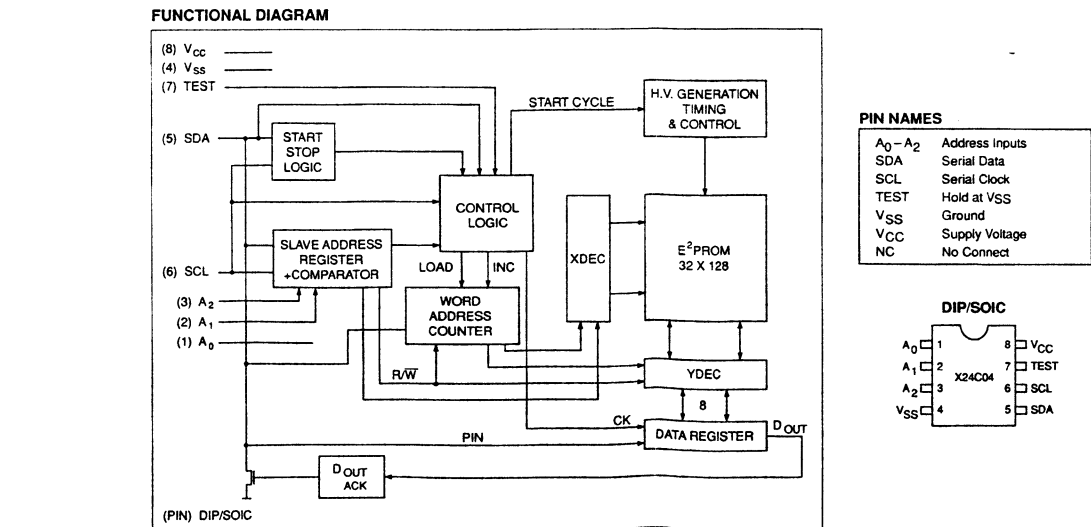 FUNCTIONAL DIAGRAM
(8) VCC
(4) VSS
(7) TEST
(5) SDA
START
STOP
LOGIC
START CYCLE
H.V. GENERATION
TIMING
& CONTROL
CONTROL
LOGIC
SLAVE ADDRESS
REGISTER
+COMPARATOR
(6) SCL
(3) A2
(2) A1
(1) A0
LOAD
INC
WORD
ADDRESS
COUNTER
XDEC
E²PROM
32 X 128
R/W̅
YDEC
8
CK
PIN
DATA REGISTER
DOUT
DOUT
ACK
(PIN) DIP/SOIC
PIN NAMES
A0–A2 Address Inputs
SDA Serial Data
SCL Serial Clock
TEST Hold at VSS
VSS Ground
VCC Supply Voltage
NC No Connect
DIP/SOIC
A0 1 8 VCC
A1 2 7 TEST
X24C04
A2 3 6 SCL
VSS 4 5 SDA